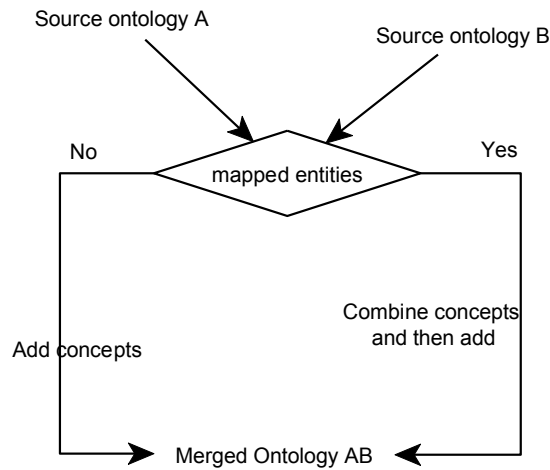 Source ontology A
Source ontology B
No
Yes
mapped entities
Combine concepts
and then add
Add concepts
Merged Ontology AB